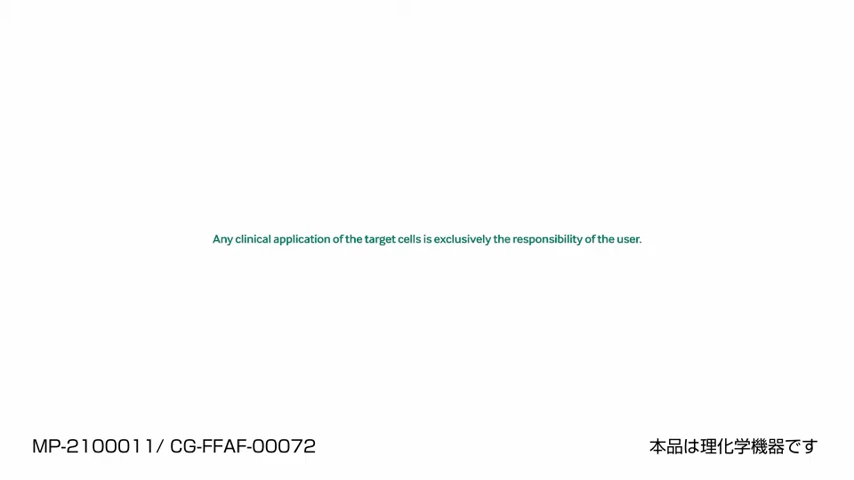 Any clinical application of the target cells is exclusively the responsibility of the user.
MP-2100011/ CG-FFAF-00072
本品は理化学機器です